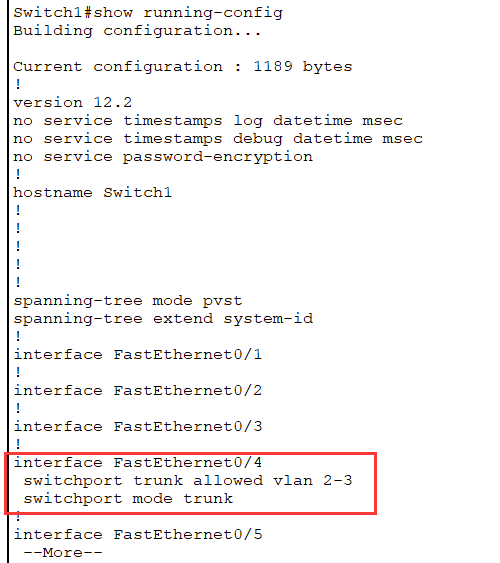 Switch1#show running-config
Building configuration...
Current configuration : 1189 bytes
!
version 12.2
no service timestamps log datetime msec
no service timestamps debug datetime msec
no service password-encryption
!
hostname Switch1
!
!
!
!
!
spanning-tree mode pvst
spanning-tree extend system-id
!
interface FastEthernet0/1
!
interface FastEthernet0/2
!
interface FastEthernet0/3
!
interface FastEthernet0/4
switchport trunk allowed vlan 2-3
switchport mode trunk
!
interface FastEthernet0/5
--More--